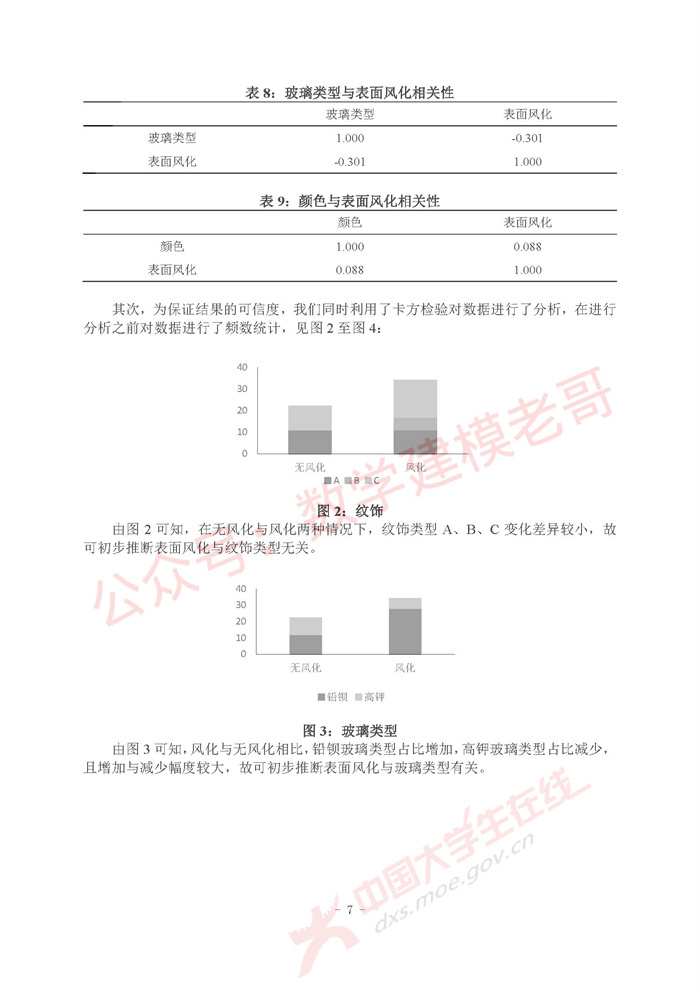 表 8：玻璃类型与表面风化相关性
玻璃类型 表面风化
玻璃类型 1.000 -0.301
表面风化 -0.301 1.000
表 9：颜色与表面风化相关性
颜色 表面风化
颜色 1.000 0.088
表面风化 0.088 1.000
其次，为保证结果的可信度，我们同时利用了卡方检验对数据进行了分析，在进行
分析之前对数据进行了频数统计，见图 2 至图 4：
40
30
20
10
0
无风化 风化
A B C
图 2：纹饰
由图 2 可知，在无风化与风化两种情况下，纹饰类型 A、B、C 变化差异较小，故
可初步推断表面风化与纹饰类型无关。
40
30
20
10
0
无风化 风化
铅钡 高钾
图 3：玻璃类型
由图 3 可知，风化与无风化相比，铅钡玻璃类型占比增加，高钾玻璃类型占比减少，
且增加与减少幅度较大，故可初步推断表面风化与玻璃类型有关。
公众号：数学建模老哥
中国大学生在线
dxs.moe.gov.cn
- 7 -